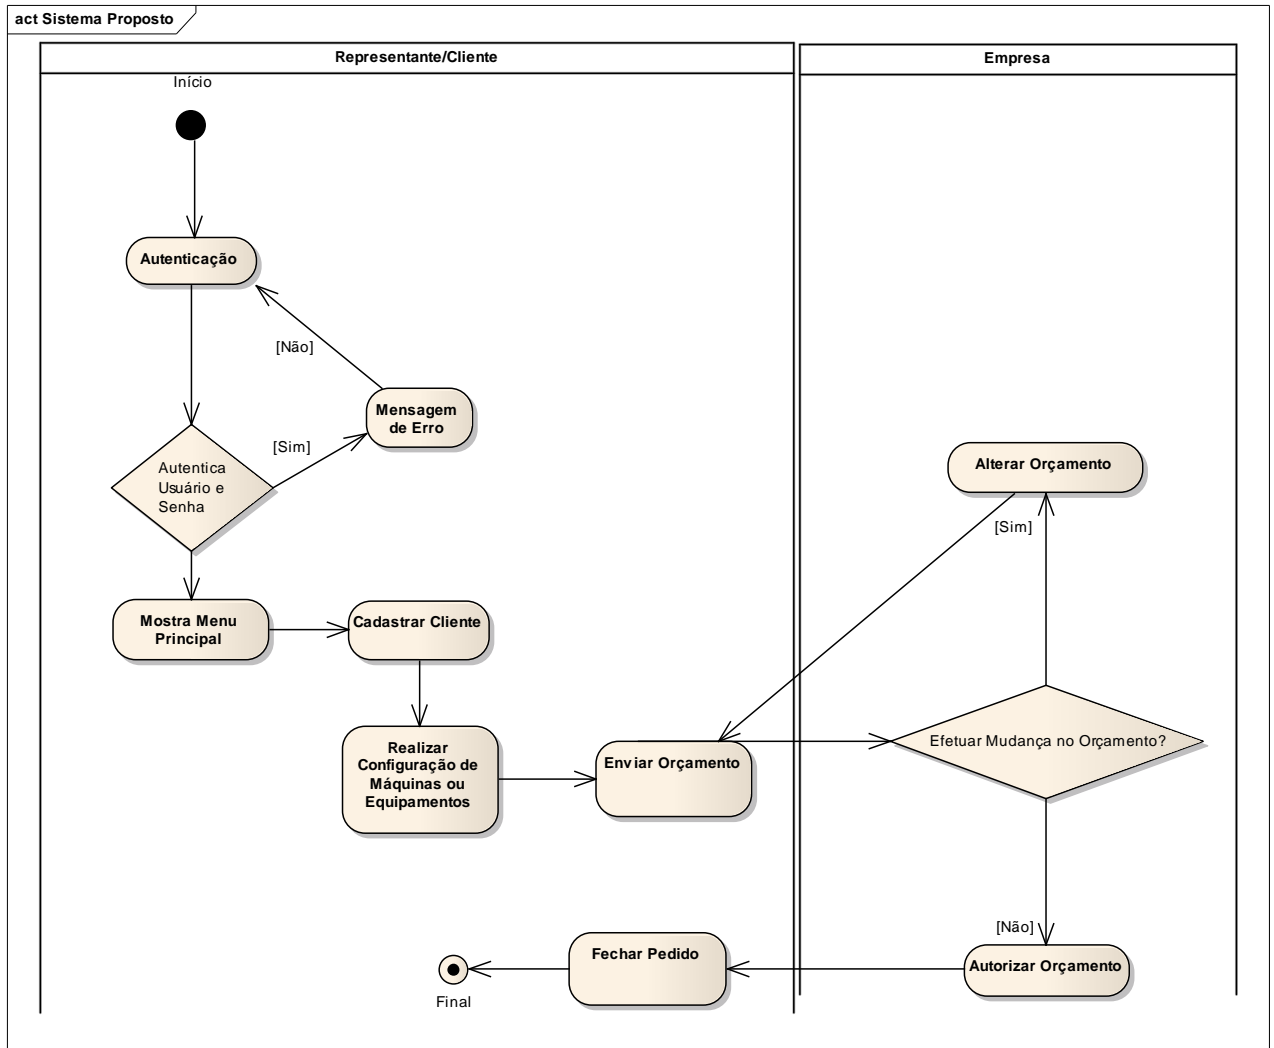 act Sistema Proposto
Representante/Cliente
Empresa
Início
Autenticação
[Não]
Mensagem
de Erro
[Sim]
Autentica
Usuário e
Senha
Alterar Orçamento
[Sim]
Mostra Menu
Principal
Cadastrar Cliente
Realizar
Configuração de
Máquinas ou
Equipamentos
Enviar Orçamento
Efetuar Mudança no Orçamento?
[Não]
Autorizar Orçamento
Fechar Pedido
Final